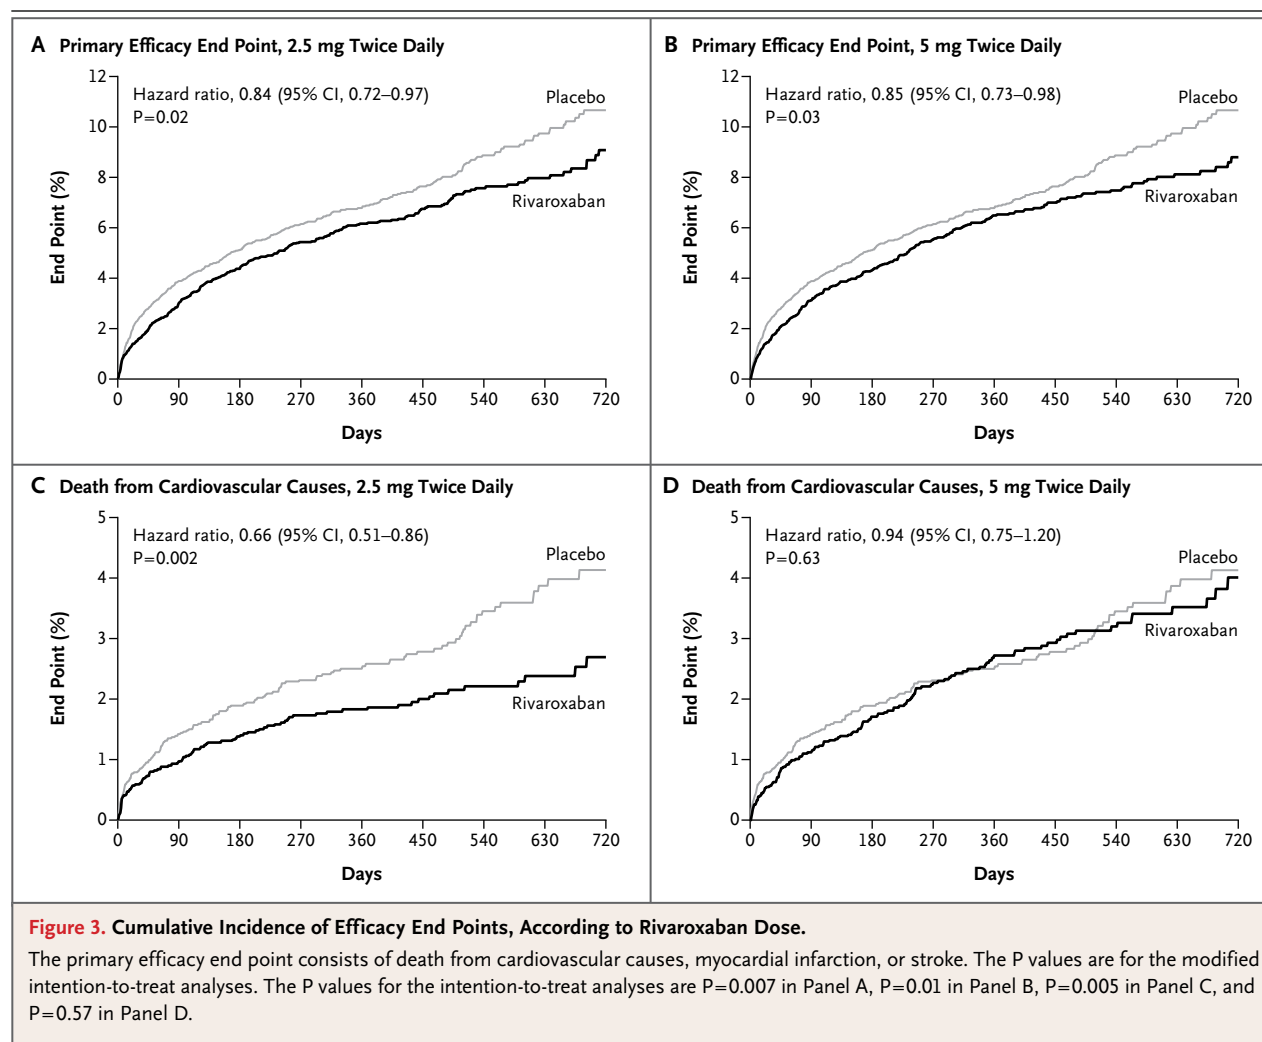 A Primary Efficacy End Point, 2.5 mg Twice Daily
Hazard ratio, 0.84 (95% CI, 0.72–0.97)
P=0.02
Placebo
Rivaroxaban
End Point (%)
12
10
8
6
4
2
0
0 90 180 270 360 450 540 630 720
Days
B Primary Efficacy End Point, 5 mg Twice Daily
Hazard ratio, 0.85 (95% CI, 0.73–0.98)
P=0.03
Placebo
Rivaroxaban
End Point (%)
12
10
8
6
4
2
0
0 90 180 270 360 450 540 630 720
Days
C Death from Cardiovascular Causes, 2.5 mg Twice Daily
Hazard ratio, 0.66 (95% CI, 0.51–0.86)
P=0.002
Placebo
Rivaroxaban
End Point (%)
5
4
3
2
1
0
0 90 180 270 360 450 540 630 720
Days
D Death from Cardiovascular Causes, 5 mg Twice Daily
Hazard ratio, 0.94 (95% CI, 0.75–1.20)
P=0.63
Placebo
Rivaroxaban
End Point (%)
5
4
3
2
1
0
0 90 180 270 360 450 540 630 720
Days
Figure 3. Cumulative Incidence of Efficacy End Points, According to Rivaroxaban Dose.
The primary efficacy end point consists of death from cardiovascular causes, myocardial infarction, or stroke. The P values are for the modified
intention-to-treat analyses. The P values for the intention-to-treat analyses are P=0.007 in Panel A, P=0.01 in Panel B, P=0.005 in Panel C, and
P=0.57 in Panel D.